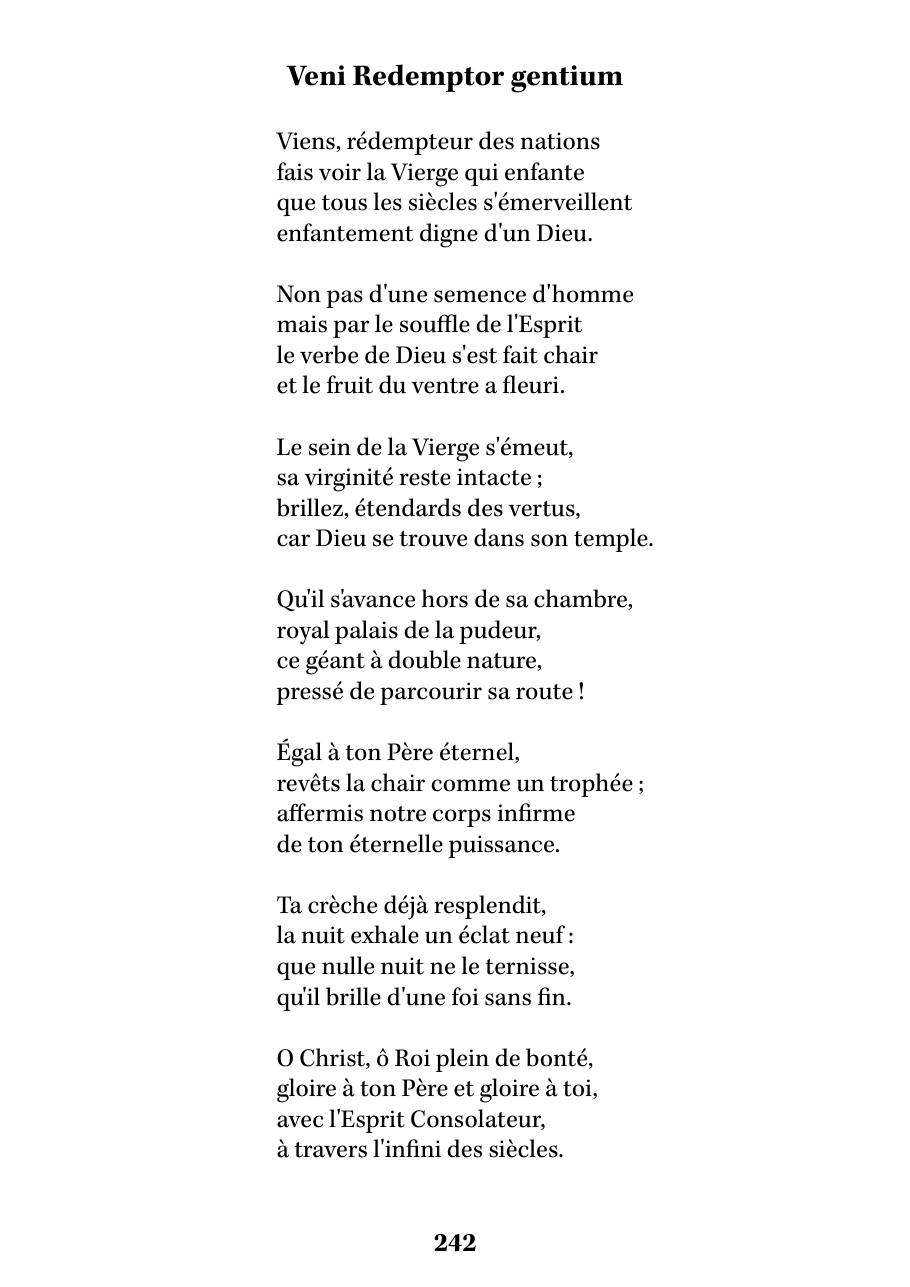 Veni Redemptor gentium
Viens, rédempteur des nations
fais voir la Vierge qui enfante
que tous les siècles s'émerveillent
enfantement digne d'un Dieu.
Non pas d'une semence d'homme
mais par le souffle de l'Esprit
le verbe de Dieu s'est fait chair
et le fruit du ventre a fleuri.
Le sein de la Vierge s'émeut,
sa virginité reste intacte ;
brillez, étendards des vertus,
car Dieu se trouve dans son temple.
Qu'il s'avance hors de sa chambre,
royal palais de la pudeur,
ce géant à double nature,
pressé de parcourir sa route !
Égal à ton Père éternel,
revêts la chair comme un trophée ;
affermis notre corps infirme
de ton éternelle puissance.
Ta crèche déjà resplendit,
la nuit exhale un éclat neuf :
que nulle nuit ne le ternisse,
qu'il brille d'une foi sans fin.
O Christ, ô Roi plein de bonté,
gloire à ton Père et gloire à toi,
avec l'Esprit Consolateur,
à travers l'infini des siècles.
242